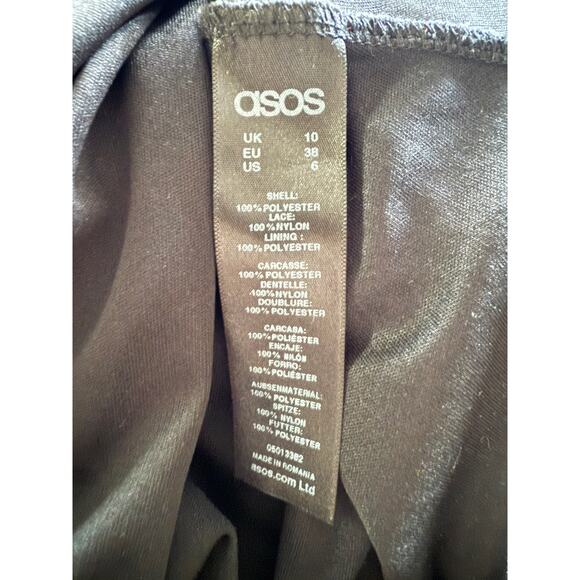 asos
UK 10
EU 38
US 6
SHELL:
100% POLYESTER
LACE:
100% NYLON
LINING :
100% POLYESTER
CARCASSE:
100% POLYESTER
DENTELLE:
100% NYLON
DOUBLURE:
100% POLYESTER
CARCASA:
100% POLIÉSTER
ENCAJE:
100% NILÓN
FORRO:
100% POLIÉSTER
AUßENMATERIAL:
100% POLYESTER
SPITZE:
100% NYLON
FUTTER:
100% POLYESTER
050133B2
MADE IN ROMANIA
asos.com Ltd